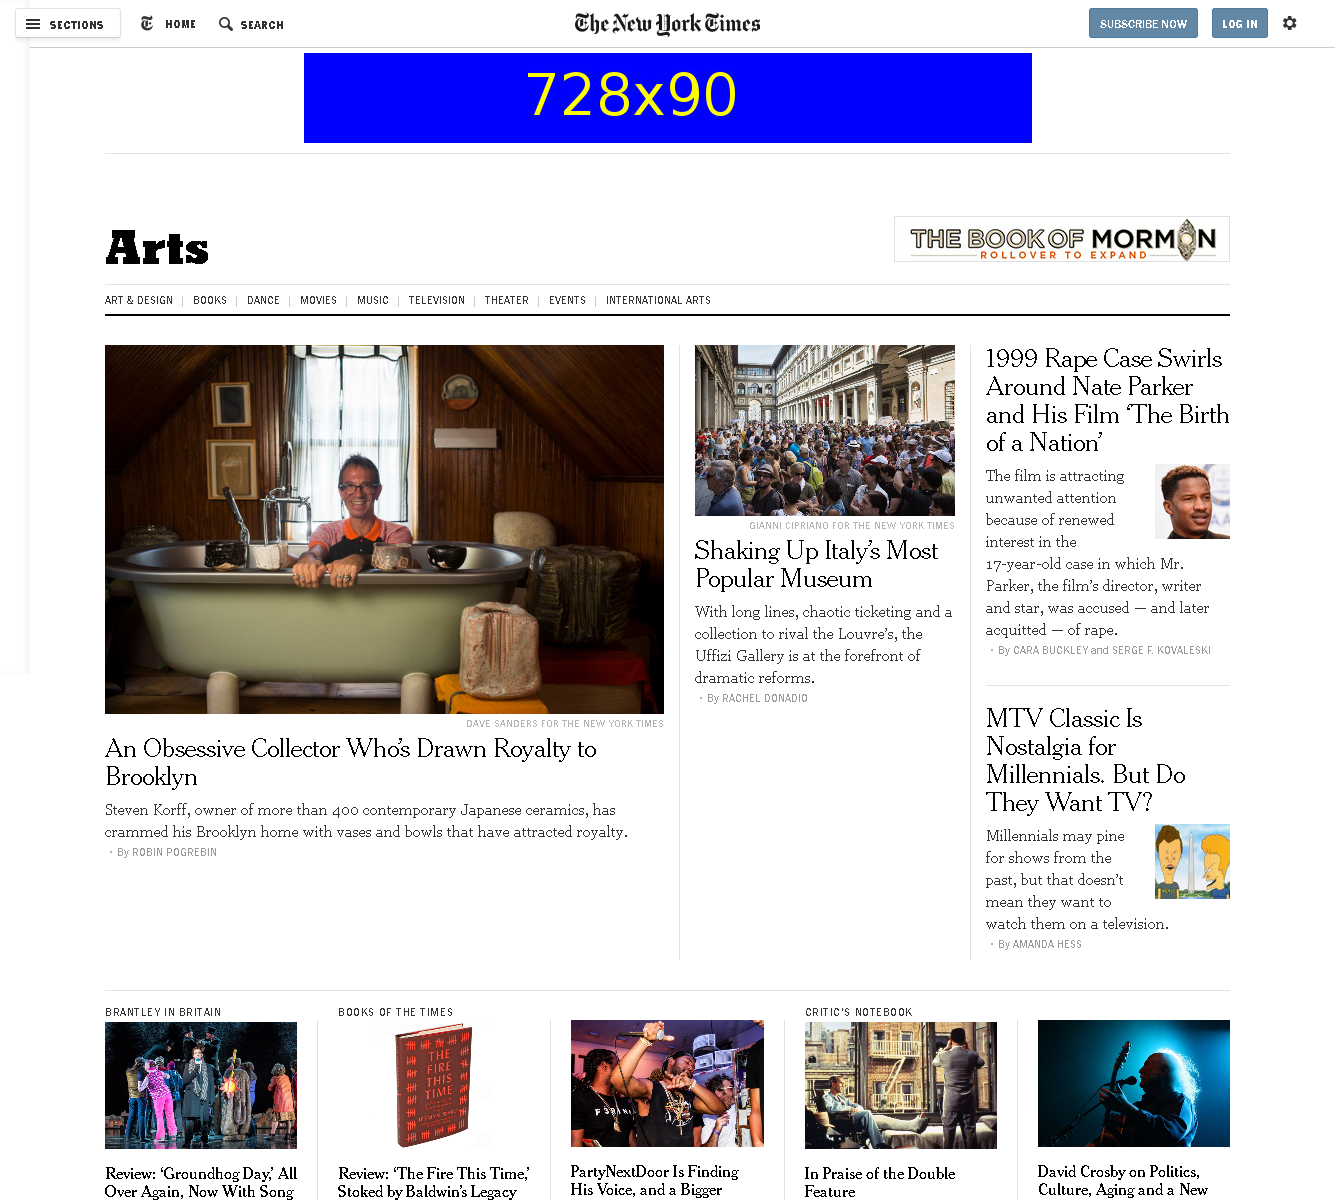 SECTIONS
HOME
SEARCH
The New York Times
SUBSCRIBE NOW
LOG IN
728x90
Arts
THE BOOK OF MORMON
ROLLOVER TO EXPAND
ART & DESIGN
BOOKS
DANCE
MOVIES
MUSIC
TELEVISION
THEATER
EVENTS
INTERNATIONAL ARTS
DAVE SANDERS FOR THE NEW YORK TIMES
An Obsessive Collector Who's Drawn Royalty to
Brooklyn
Steven Korff, owner of more than 400 contemporary Japanese ceramics, has
crammed his Brooklyn home with vases and bowls that have attracted royalty.
• By ROBIN POGREBIN
GIANNI CIPRIANO FOR THE NEW YORK TIMES
Shaking Up Italy's Most
Popular Museum
With long lines, chaotic ticketing and a
collection to rival the Louvre's, the
Uffizi Gallery is at the forefront of
dramatic reforms.
• By RACHEL DONADIO
1999 Rape Case Swirls
Around Nate Parker
and His Film ‘The Birth
of a Nation’
The film is attracting
unwanted attention
because of renewed
interest in the
17-year-old case in which Mr.
Parker, the film's director, writer
and star, was accused — and later
acquitted — of rape.
• By CARA BUCKLEY and SERGE F. KOVALESKI
MTV Classic Is
Nostalgia for
Millennials. But Do
They Want TV?
Millennials may pine
for shows from the
past, but that doesn't
mean they want to
watch them on a television.
• By AMANDA HESS
BRANTLEY IN BRITAIN
Review: ‘Groundhog Day,’ All
Over Again, Now With Song
BOOKS OF THE TIMES
THE
FIRE
THIS
TIME
Review: ‘The Fire This Time,’
Stoked by Baldwin's Legacy
PartyNextDoor Is Finding
His Voice, and a Bigger
CRITIC'S NOTEBOOK
In Praise of the Double
Feature
David Crosby on Politics,
Culture, Aging and a New